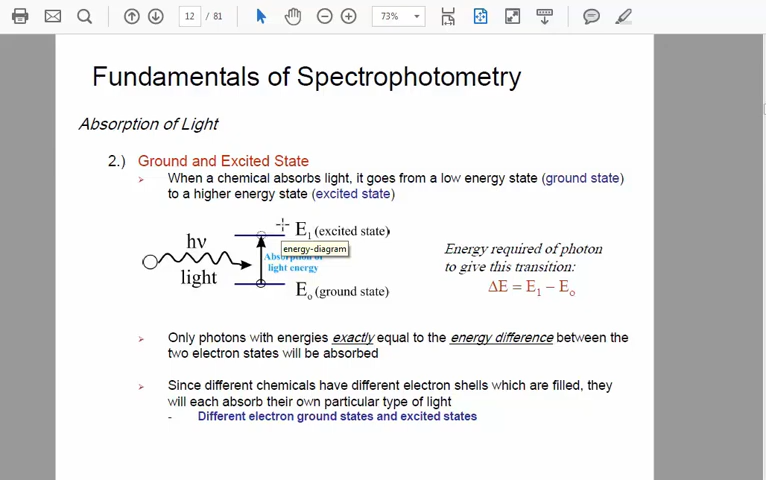 12 / 81
73%
Fundamentals of Spectrophotometry
Absorption of Light
2.) Ground and Excited State
When a chemical absorbs light, it goes from a low energy state (ground state)
to a higher energy state (excited state)
E1 (excited state)
energy-diagram
hν
light
Absorption of
light energy
Eo (ground state)
Energy required of photon
to give this transition:
ΔE = E1 − Eo
Only photons with energies exactly equal to the energy difference between the
two electron states will be absorbed
Since different chemicals have different electron shells which are filled, they
will each absorb their own particular type of light
- Different electron ground states and excited states